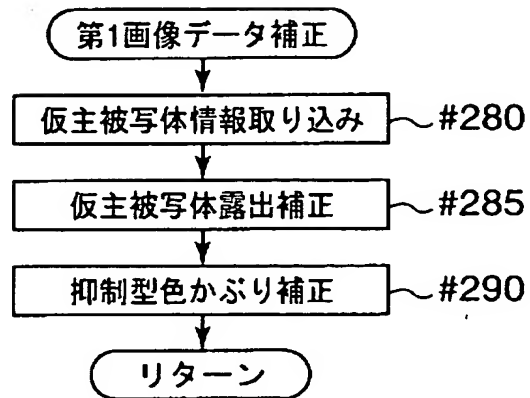 第1画像データ補正
仮主被写体情報取り込み #280
仮主被写体露出補正 #285
抑制型色かぶり補正 #290
リターン